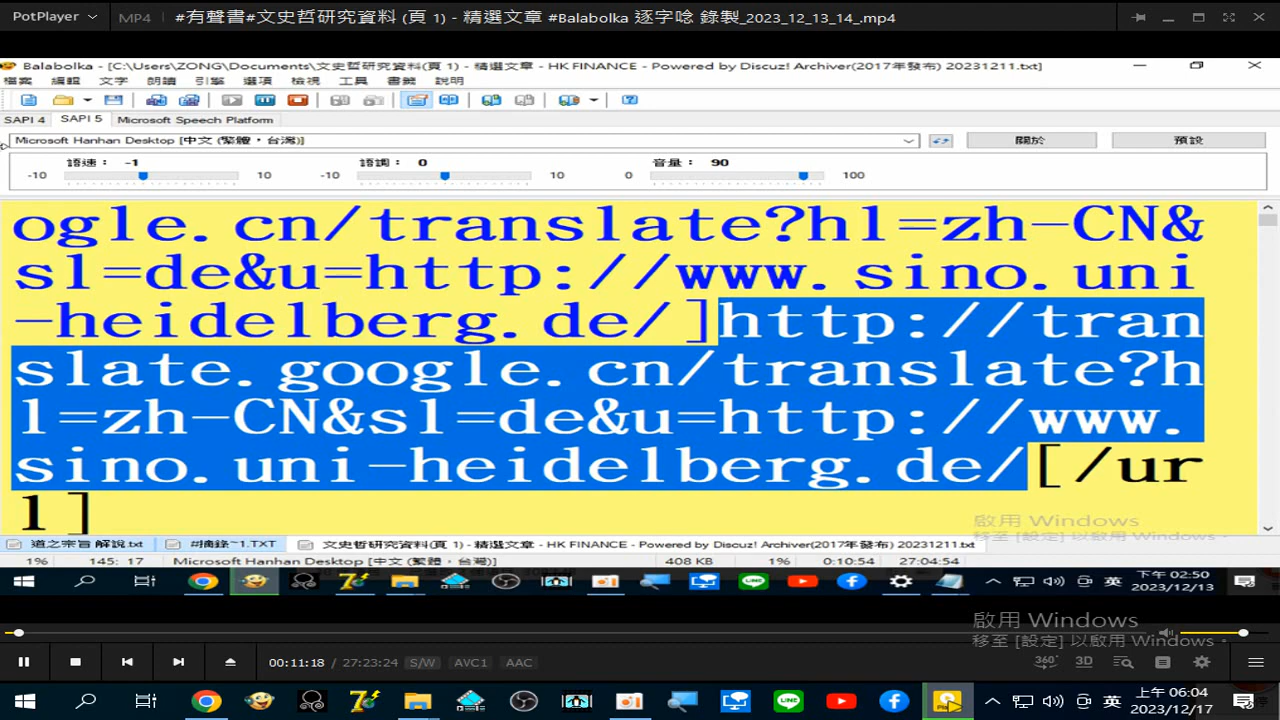 PotPlayer MP4 #有聲書#文史哲研究資料 (頁 1) - 精選文章 #Balabolka 逐字唸 錄製_2023_12_13_14_.mp4
Balabolka - [C:\Users\ZONG\Documents\文史哲研究資料(頁 1) - 精選文章 - HK FINANCE - Powered by Discuz! Archiver(2017年發布) 20231211.txt]
檔案 編輯 文字 朗讀 引擎 選項 檢視 工具 書籤 說明
SAPI 4 SAPI 5 Microsoft Speech Platform
Microsoft Hanhan Desktop [中文 (繁體，台灣)] 關於 預設
語速： -1 語調： 0 音量： 90
-10 10 -10 10 0 100
ogle.cn/translate?hl=zh-CN&
sl=de&u=http://www.sino.uni
-heidelberg.de/]http://tran
slate.google.cn/translate?h
l=zh-CN&sl=de&u=http://www.
sino.uni-heidelberg.de/[/ur
l]
啟用 Windows
移至 [設定] 以啟用 Windows。
道之宗旨 解說.txt #摘錄~1.TXT 文史哲研究資料(頁 1) - 精選文章 - HK FINANCE - Powered by Discuz! Archiver(2017年發布) 20231211.txt
1% 145: 17 Microsoft Hanhan Desktop [中文 (繁體，台灣)] 408 KB 1% 0:10:54 27:04:54
英 下午 02:50
2023/12/13
啟用 Windows
移至 [設定] 以啟用 Windows。
00:11:18 / 27:23:24 S/W AVC1 AAC 360° 3D
英 上午 06:04
2023/12/17